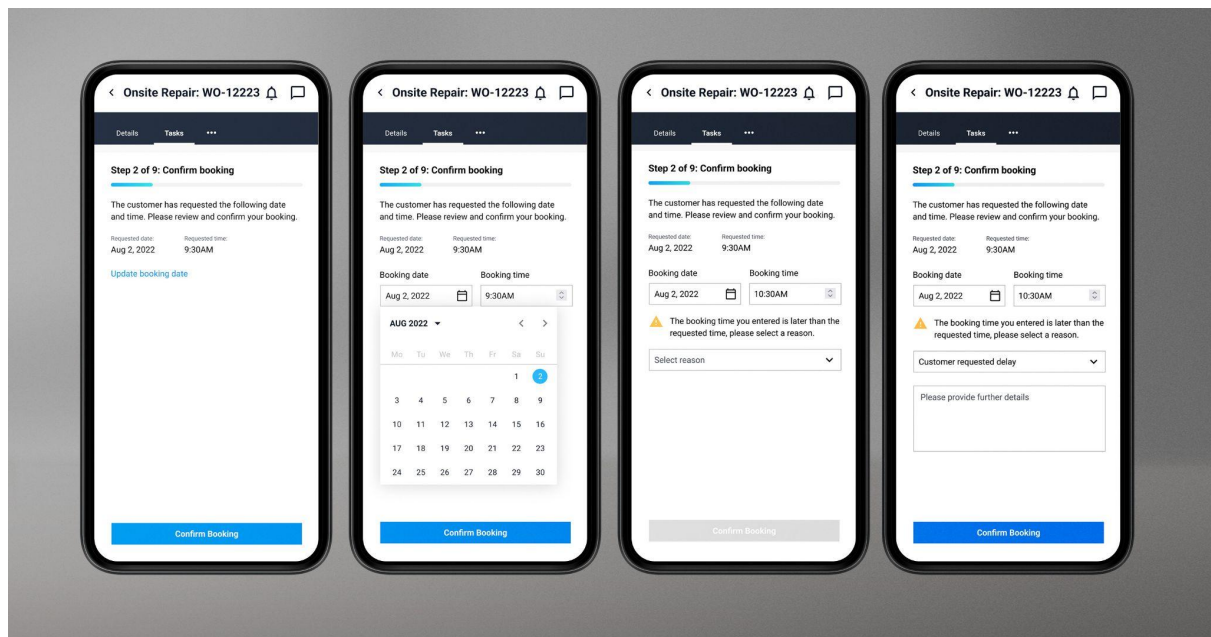 Onsite Repair: WO-12223
Details Tasks •••
Step 2 of 9: Confirm booking
The customer has requested the following date
and time. Please review and confirm your booking.
Requested date: Requested time:
Aug 2, 2022 9:30AM
Update booking date
Confirm Booking
Onsite Repair: WO-12223
Details Tasks •••
Step 2 of 9: Confirm booking
The customer has requested the following date
and time. Please review and confirm your booking.
Requested date: Requested time:
Aug 2, 2022 9:30AM
Booking date Booking time
Aug 2, 2022 9:30AM
AUG 2022
Mo Tu We Th Fr Sa Su
1 2
3 4 5 6 7 8 9
10 11 12 13 14 15 16
17 18 19 20 21 22 23
24 25 26 27 28 29 30
Confirm Booking
Onsite Repair: WO-12223
Details Tasks •••
Step 2 of 9: Confirm booking
The customer has requested the following date
and time. Please review and confirm your booking.
Requested date: Requested time:
Aug 2, 2022 9:30AM
Booking date Booking time
Aug 2, 2022 10:30AM
The booking time you entered is later than the
requested time, please select a reason.
Select reason
Confirm Booking
Onsite Repair: WO-12223
Details Tasks •••
Step 2 of 9: Confirm booking
The customer has requested the following date
and time. Please review and confirm your booking.
Requested date: Requested time:
Aug 2, 2022 9:30AM
Booking date Booking time
Aug 2, 2022 10:30AM
The booking time you entered is later than the
requested time, please select a reason.
Customer requested delay
Please provide further details
Confirm Booking